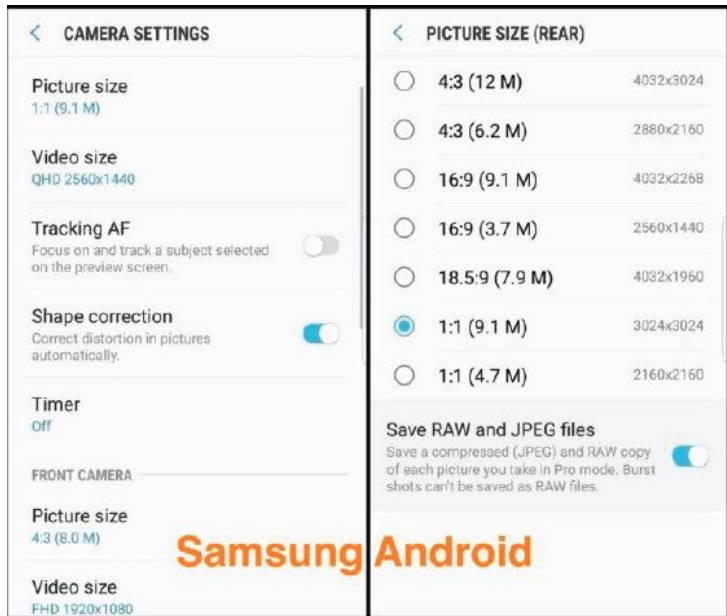 CAMERA SETTINGS
Picture size
1:1 (9.1 M)
Video size
QHD 2560x1440
Tracking AF
Focus on and track a subject selected
on the preview screen.
Shape correction
Correct distortion in pictures
automatically.
Timer
Off
FRONT CAMERA
Picture size
4:3 (8.0 M)
Video size
FHD 1920x1080
PICTURE SIZE (REAR)
4:3 (12 M) 4032x3024
4:3 (6.2 M) 2880x2160
16:9 (9.1 M) 4032x2268
16:9 (3.7 M) 2560x1440
18.5:9 (7.9 M) 4032x1960
1:1 (9.1 M) 3024x3024
1:1 (4.7 M) 2160x2160
Save RAW and JPEG files
Save a compressed (JPEG) and RAW copy
of each picture you take in Pro mode. Burst
shots can't be saved as RAW files.
Samsung Android